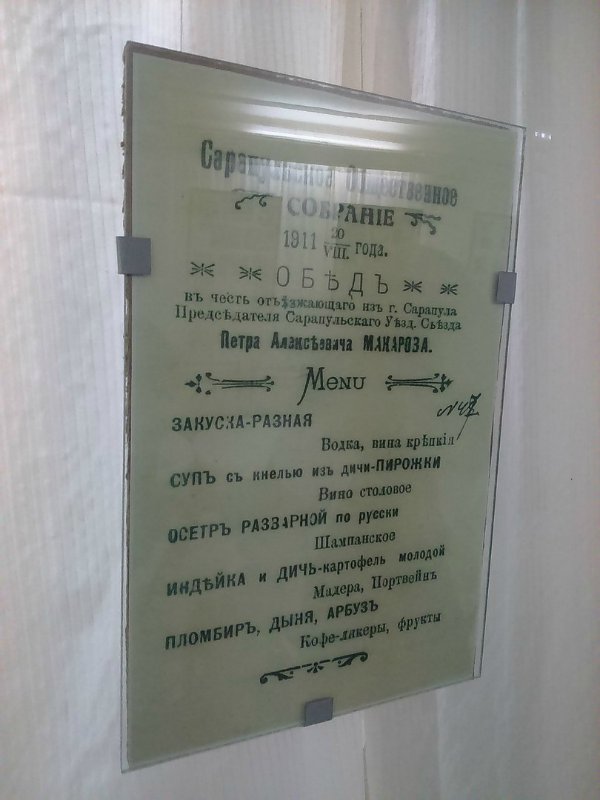 Сарапульское Общественное
СОБРАНІЕ
1911 20/VIII. года.
ОБѢДЪ
въ честь отъѣзжающаго изъ г. Сарапула
Предсѣдателя Сарапульскаго Уѣзд. Съѣзда
Петра Алексѣевича МАКАРОВА.
MENU
ЗАКУСКА-РАЗНАЯ
Водка, вина крѣпкія
СУПЪ съ кнелью изъ дичи-ПИРОЖКИ
Вино столовое
ОСЕТРЪ РАЗВАРНОЙ по русски
Шампанское
ИНДѢЙКА и ДИЧЬ-картофель молодой
Мадера, Портвейнъ
ПЛОМБИРЪ, ДЫНЯ, АРБУЗЪ
Кофе-ликеры, фрукты